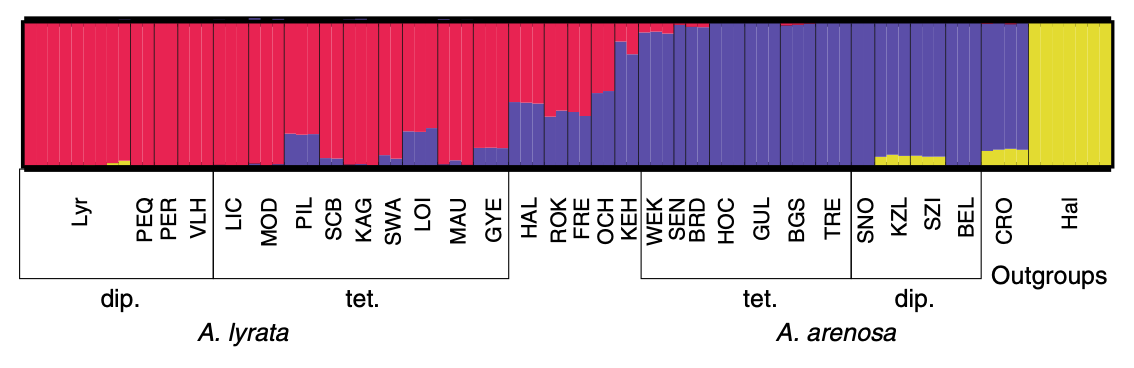 Lyr PEQ PER VLH LIC MOD PIL SCB KAG SWA LOI MAU GYE HAL ROK FRE OCH KEH WEK SEN BRD HOC GUL BGS TRE SNO KZL SZI BEL CRO Hal
Outgroups
dip. tet. tet. dip.
A. lyrata A. arenosa